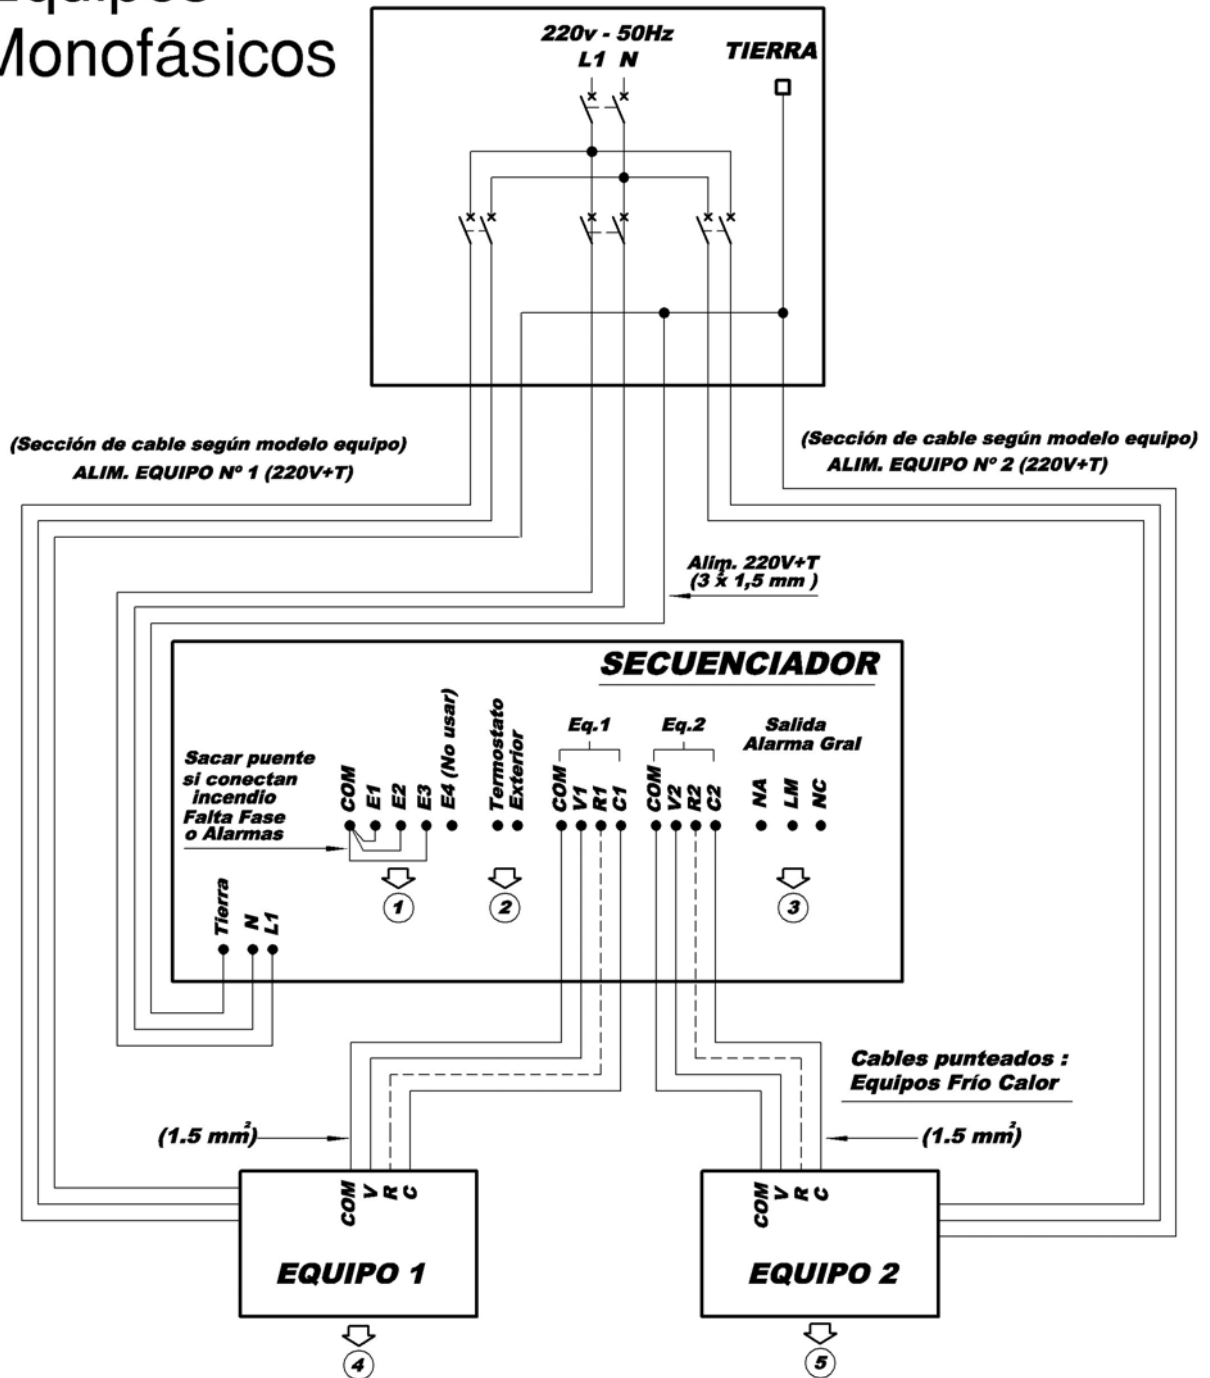 Equipos
Monofásicos
220v - 50Hz
L1 N
TIERRA
(Sección de cable según modelo equipo)
ALIM. EQUIPO Nº 1 (220V+T)
(Sección de cable según modelo equipo)
ALIM. EQUIPO Nº 2 (220V+T)
Alim. 220V+T
(3 x 1,5 mm²)
SECUENCIADOR
Sacar puente
si conectan
incendio
Falta Fase
o Alarmas
COM
E1
E2
E3
E4 (No usar)
Termostato
Exterior
Eq.1
COM
V1
R1
C1
Eq.2
COM
V2
R2
C2
Salida
Alarma Gral
NA
LM
NC
1
2
3
Tierra
N
L1
Cables punteados :
Equipos Frío Calor
(1.5 mm²)
(1.5 mm²)
COM
V
R
C
EQUIPO 1
COM
V
R
C
EQUIPO 2
4
5